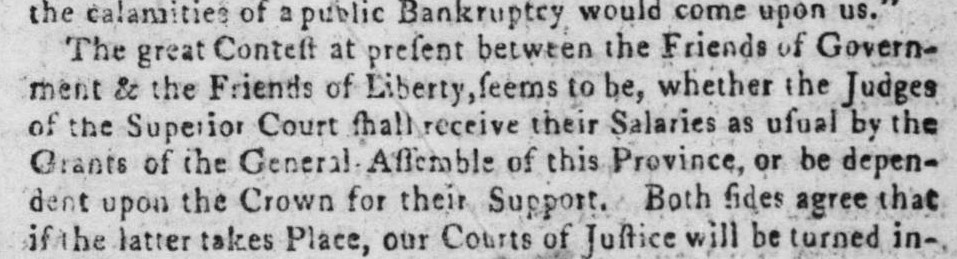 the calamities of a public Bankruptcy would come upon us."
The great Conteſt at preſent between the Friends of Govern-
ment & the Friends of Liberty, ſeems to be, whether the Judges
of the Superior Court ſhall receive their Salaries as uſual by the
Grants of the General Aſſemble of this Province, or be depen-
dent upon the Crown for their Support. Both ſides agree that
if the latter takes Place, our Courts of Juſtice will be turned in-